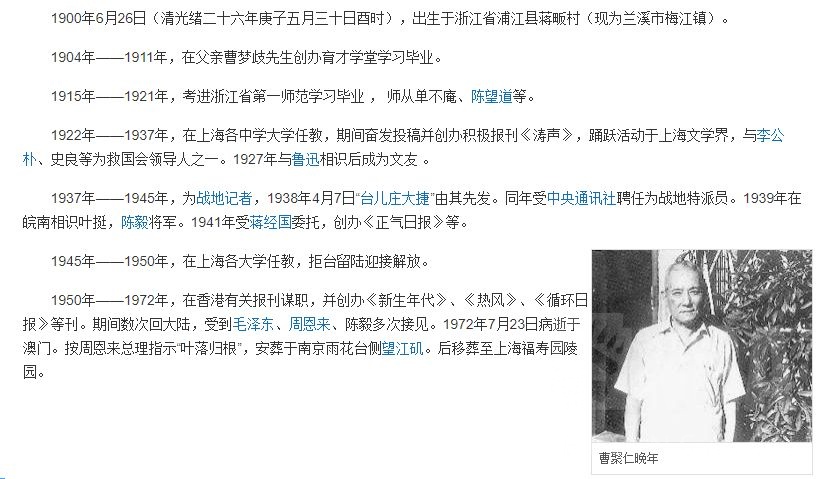 1900年6月26日（清光绪二十六年庚子五月三十日酉时），出生于浙江省浦江县蒋畈村（现为兰溪市梅江镇）。
1904年——1911年，在父亲曹梦歧先生创办育才学堂学习毕业。
1915年——1921年，考进浙江省第一师范学习毕业 ， 师从单不庵、陈望道等。
1922年——1937年，在上海各中学大学任教，期间奋发投稿并创办积极报刊《涛声》，踊跃活动于上海文学界，与李公
朴、史良等为救国会领导人之一。1927年与鲁迅相识后成为文友 。
1937年——1945年，为战地记者，1938年4月7日“台儿庄大捷”由其先发。同年受中央通讯社聘任为战地特派员。1939年在
皖南相识叶挺，陈毅将军。1941年受蒋经国委托，创办《正气日报》等。
1945年——1950年，在上海各大学任教，拒台留陆迎接解放。
1950年——1972年，在香港有关报刊谋职，并创办《新生年代》、《热风》、《循环日
报》等刊。期间数次回大陆，受到毛泽东、周恩来、陈毅多次接见。1972年7月23日病逝于
澳门。按周恩来总理指示“叶落归根”，安葬于南京雨花台侧望江矶。后移葬至上海福寿园陵
园。
曹聚仁晚年